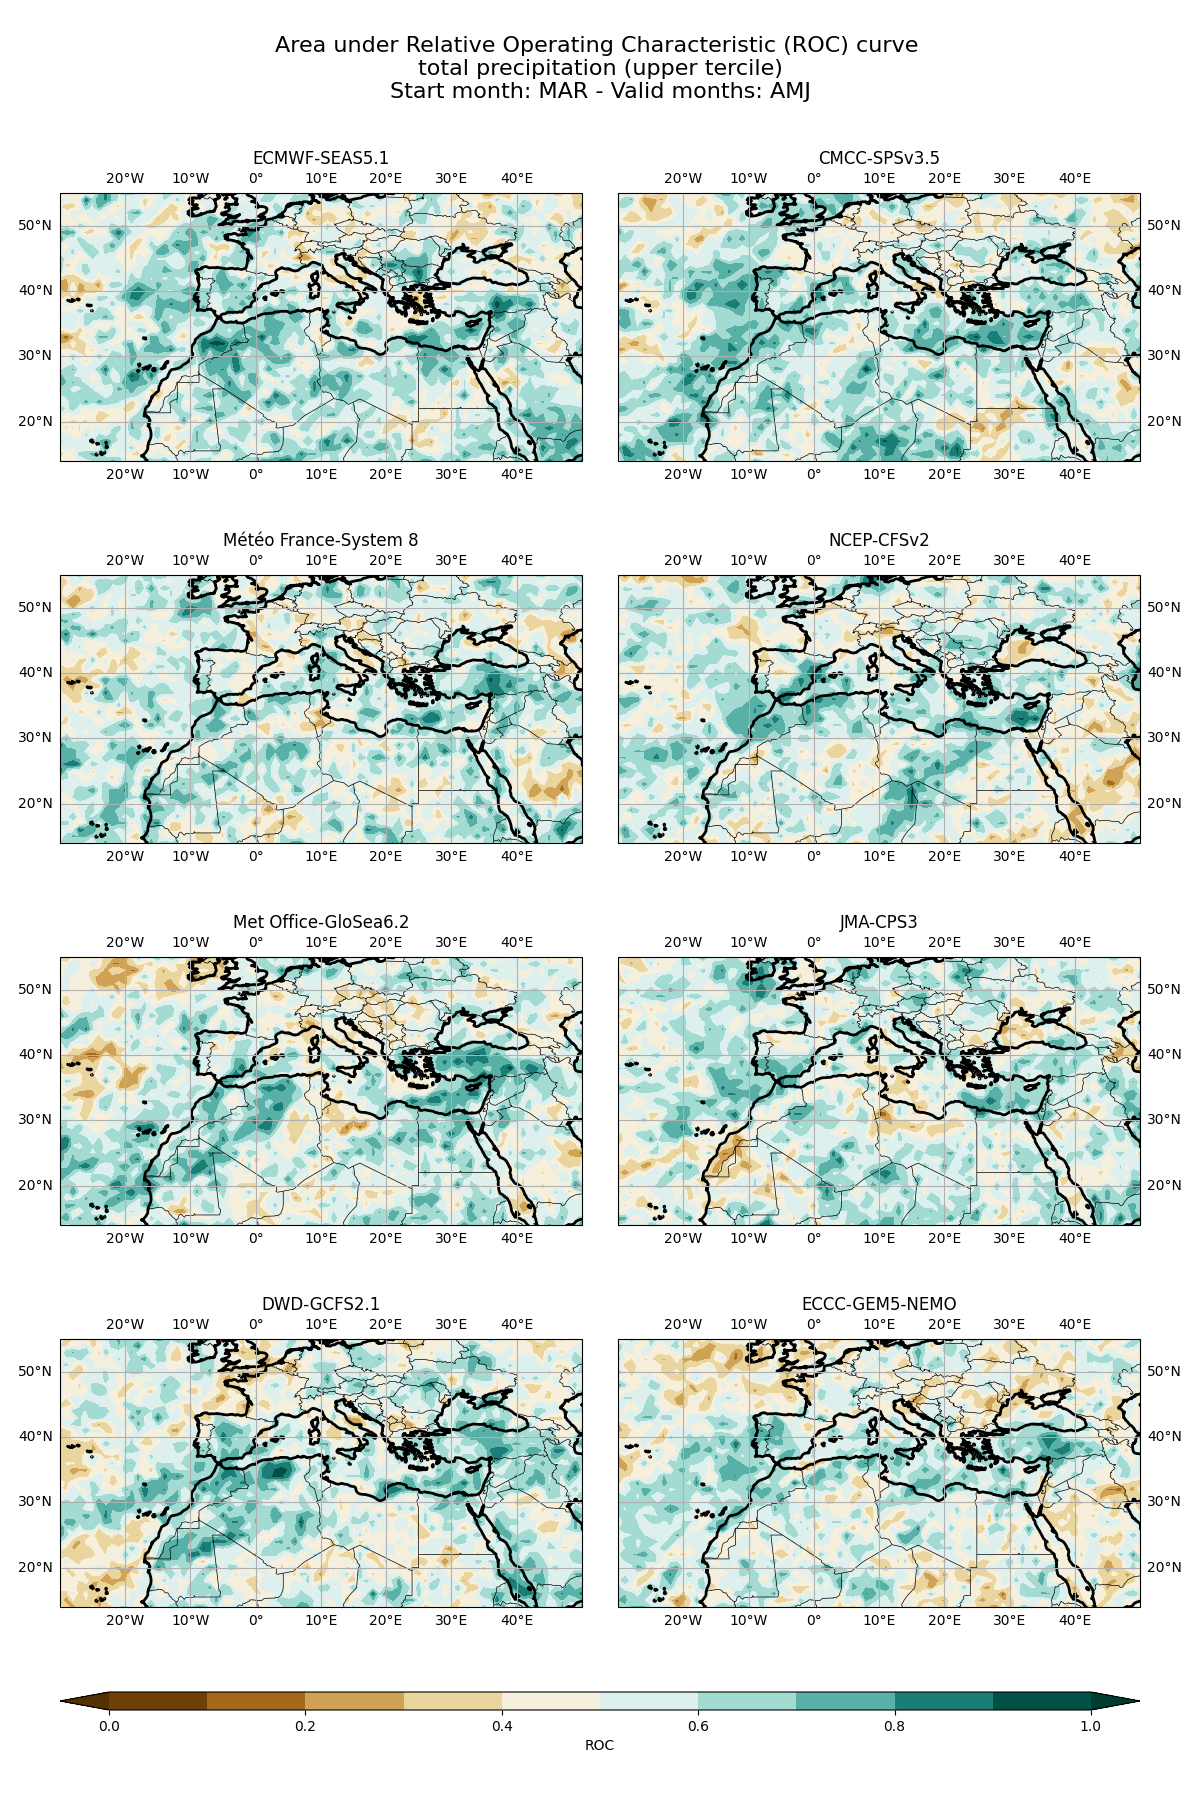 Area under Relative Operating Characteristic (ROC) curve
total precipitation (upper tercile)
Start month: MAR - Valid months: AMJ
ECMWF-SEAS5.1
20°W 10°W 0° 10°E 20°E 30°E 40°E
50°N
40°N
30°N
20°N
20°W 10°W 0° 10°E 20°E 30°E 40°E
CMCC-SPSv3.5
20°W 10°W 0° 10°E 20°E 30°E 40°E
50°N
40°N
30°N
20°N
20°W 10°W 0° 10°E 20°E 30°E 40°E
Météo France-System 8
20°W 10°W 0° 10°E 20°E 30°E 40°E
50°N
40°N
30°N
20°N
20°W 10°W 0° 10°E 20°E 30°E 40°E
NCEP-CFSv2
20°W 10°W 0° 10°E 20°E 30°E 40°E
50°N
40°N
30°N
20°N
20°W 10°W 0° 10°E 20°E 30°E 40°E
Met Office-GloSea6.2
20°W 10°W 0° 10°E 20°E 30°E 40°E
50°N
40°N
30°N
20°N
20°W 10°W 0° 10°E 20°E 30°E 40°E
JMA-CPS3
20°W 10°W 0° 10°E 20°E 30°E 40°E
50°N
40°N
30°N
20°N
20°W 10°W 0° 10°E 20°E 30°E 40°E
DWD-GCFS2.1
20°W 10°W 0° 10°E 20°E 30°E 40°E
50°N
40°N
30°N
20°N
20°W 10°W 0° 10°E 20°E 30°E 40°E
ECCC-GEM5-NEMO
20°W 10°W 0° 10°E 20°E 30°E 40°E
50°N
40°N
30°N
20°N
20°W 10°W 0° 10°E 20°E 30°E 40°E
0.0 0.2 0.4 0.6 0.8 1.0
ROC